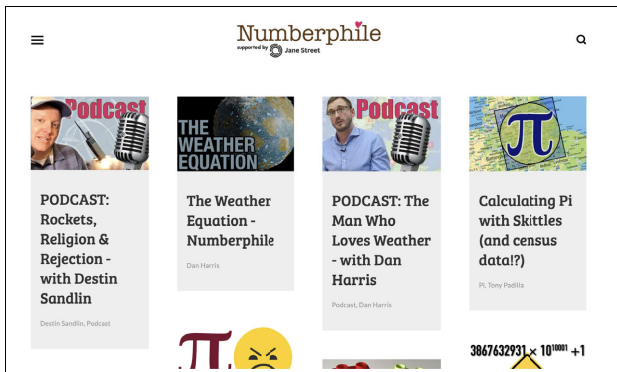 Numberphile
supported by Jane Street
Podcast
PODCAST:
Rockets,
Religion &
Rejection -
with Destin
Sandlin
Destin Sandlin, Podcast
THE
WEATHER
EQUATION
The Weather
Equation -
Numberphile
Dan Harris
Podcast
PODCAST: The
Man Who
Loves Weather
- with Dan
Harris
Podcast, Dan Harris
π
Calculating Pi
with Skittles
(and census
data!?)
Pi, Tony Padilla
π
3867632931 × 10¹⁰⁰⁰¹ +1